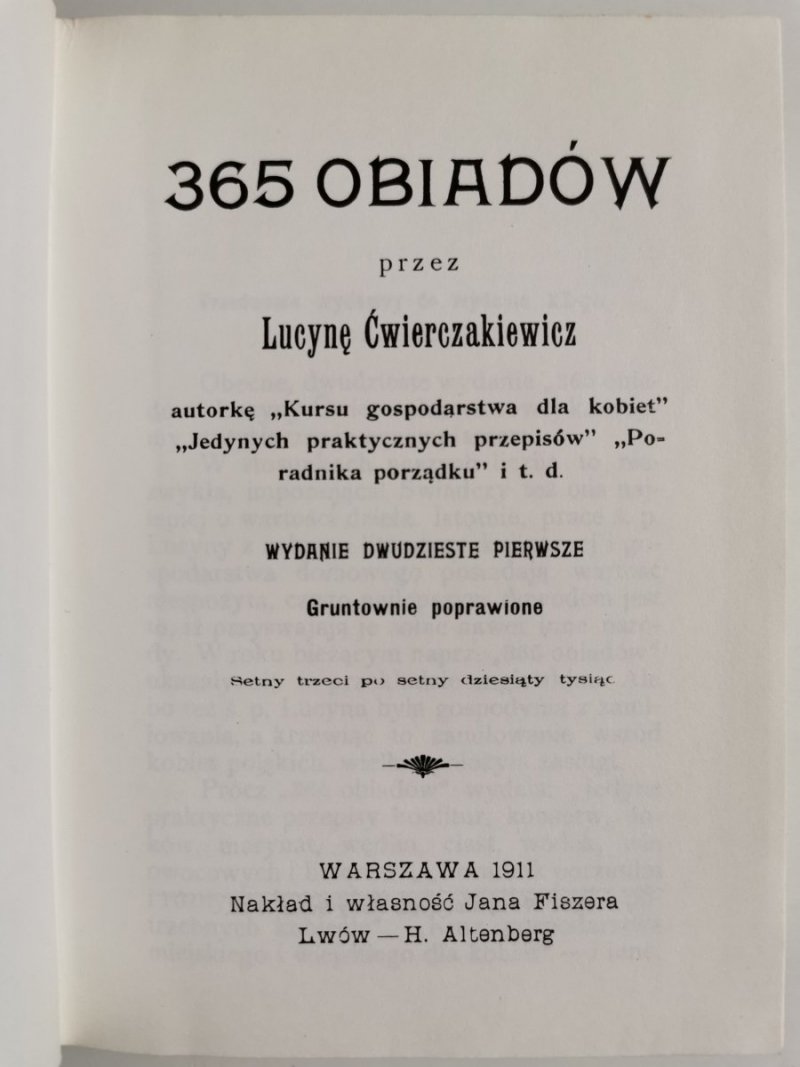 365 OBIADÓW
przez
Lucynę Ćwierczakiewicz
autorkę „Kursu gospodarstwa dla kobiet”
„Jedynych praktycznych przepisów” „Po-
radnika porządku” i t. d.
WYDANIE DWUDZIESTE PIERWSZE
Gruntownie poprawione
Setny trzeci po setny dziesiąty tysiąc
WARSZAWA 1911
Nakład i własność Jana Fiszera
Lwów — H. Altenberg